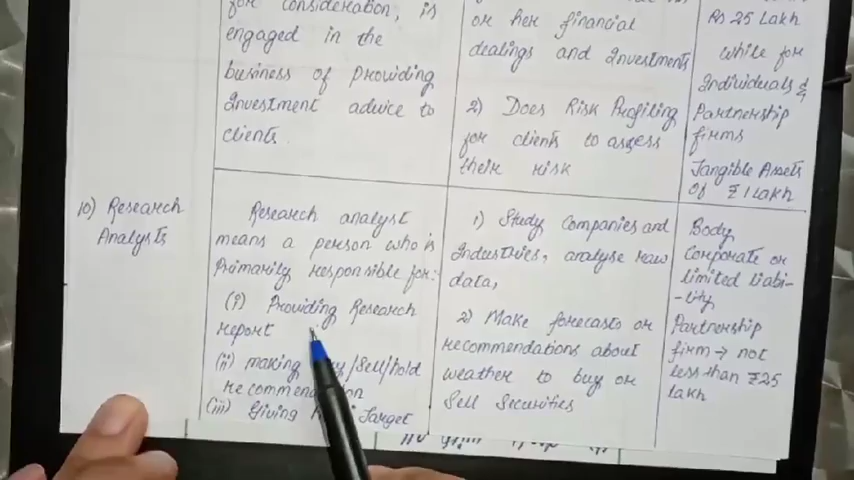 for consideration, is
engaged in the
business of Providing
Investment advice to
clients.
or her financial
dealings and Investments
2) Does Risk Profiling
for clients to assess
their risk
Rs 25 Lakh
while for
Individuals &
Partnership
firms
Tangible Assets
of ₹ 1 Lakh
10) Research
Analysts
Research analyst
means a person who is
Primarily responsible for:
(i) Providing Research
report
(ii) making /Sell/hold
recommendation
(iii) Giving Target
1) Study Companies and
Industries, analyse raw
data,
2) Make forecasts or
recommendations about
weather to buy or
Sell Securities
Body
Corporate or
limited liabi-
-lity
Partnership
firm → not
less than ₹25
lakh